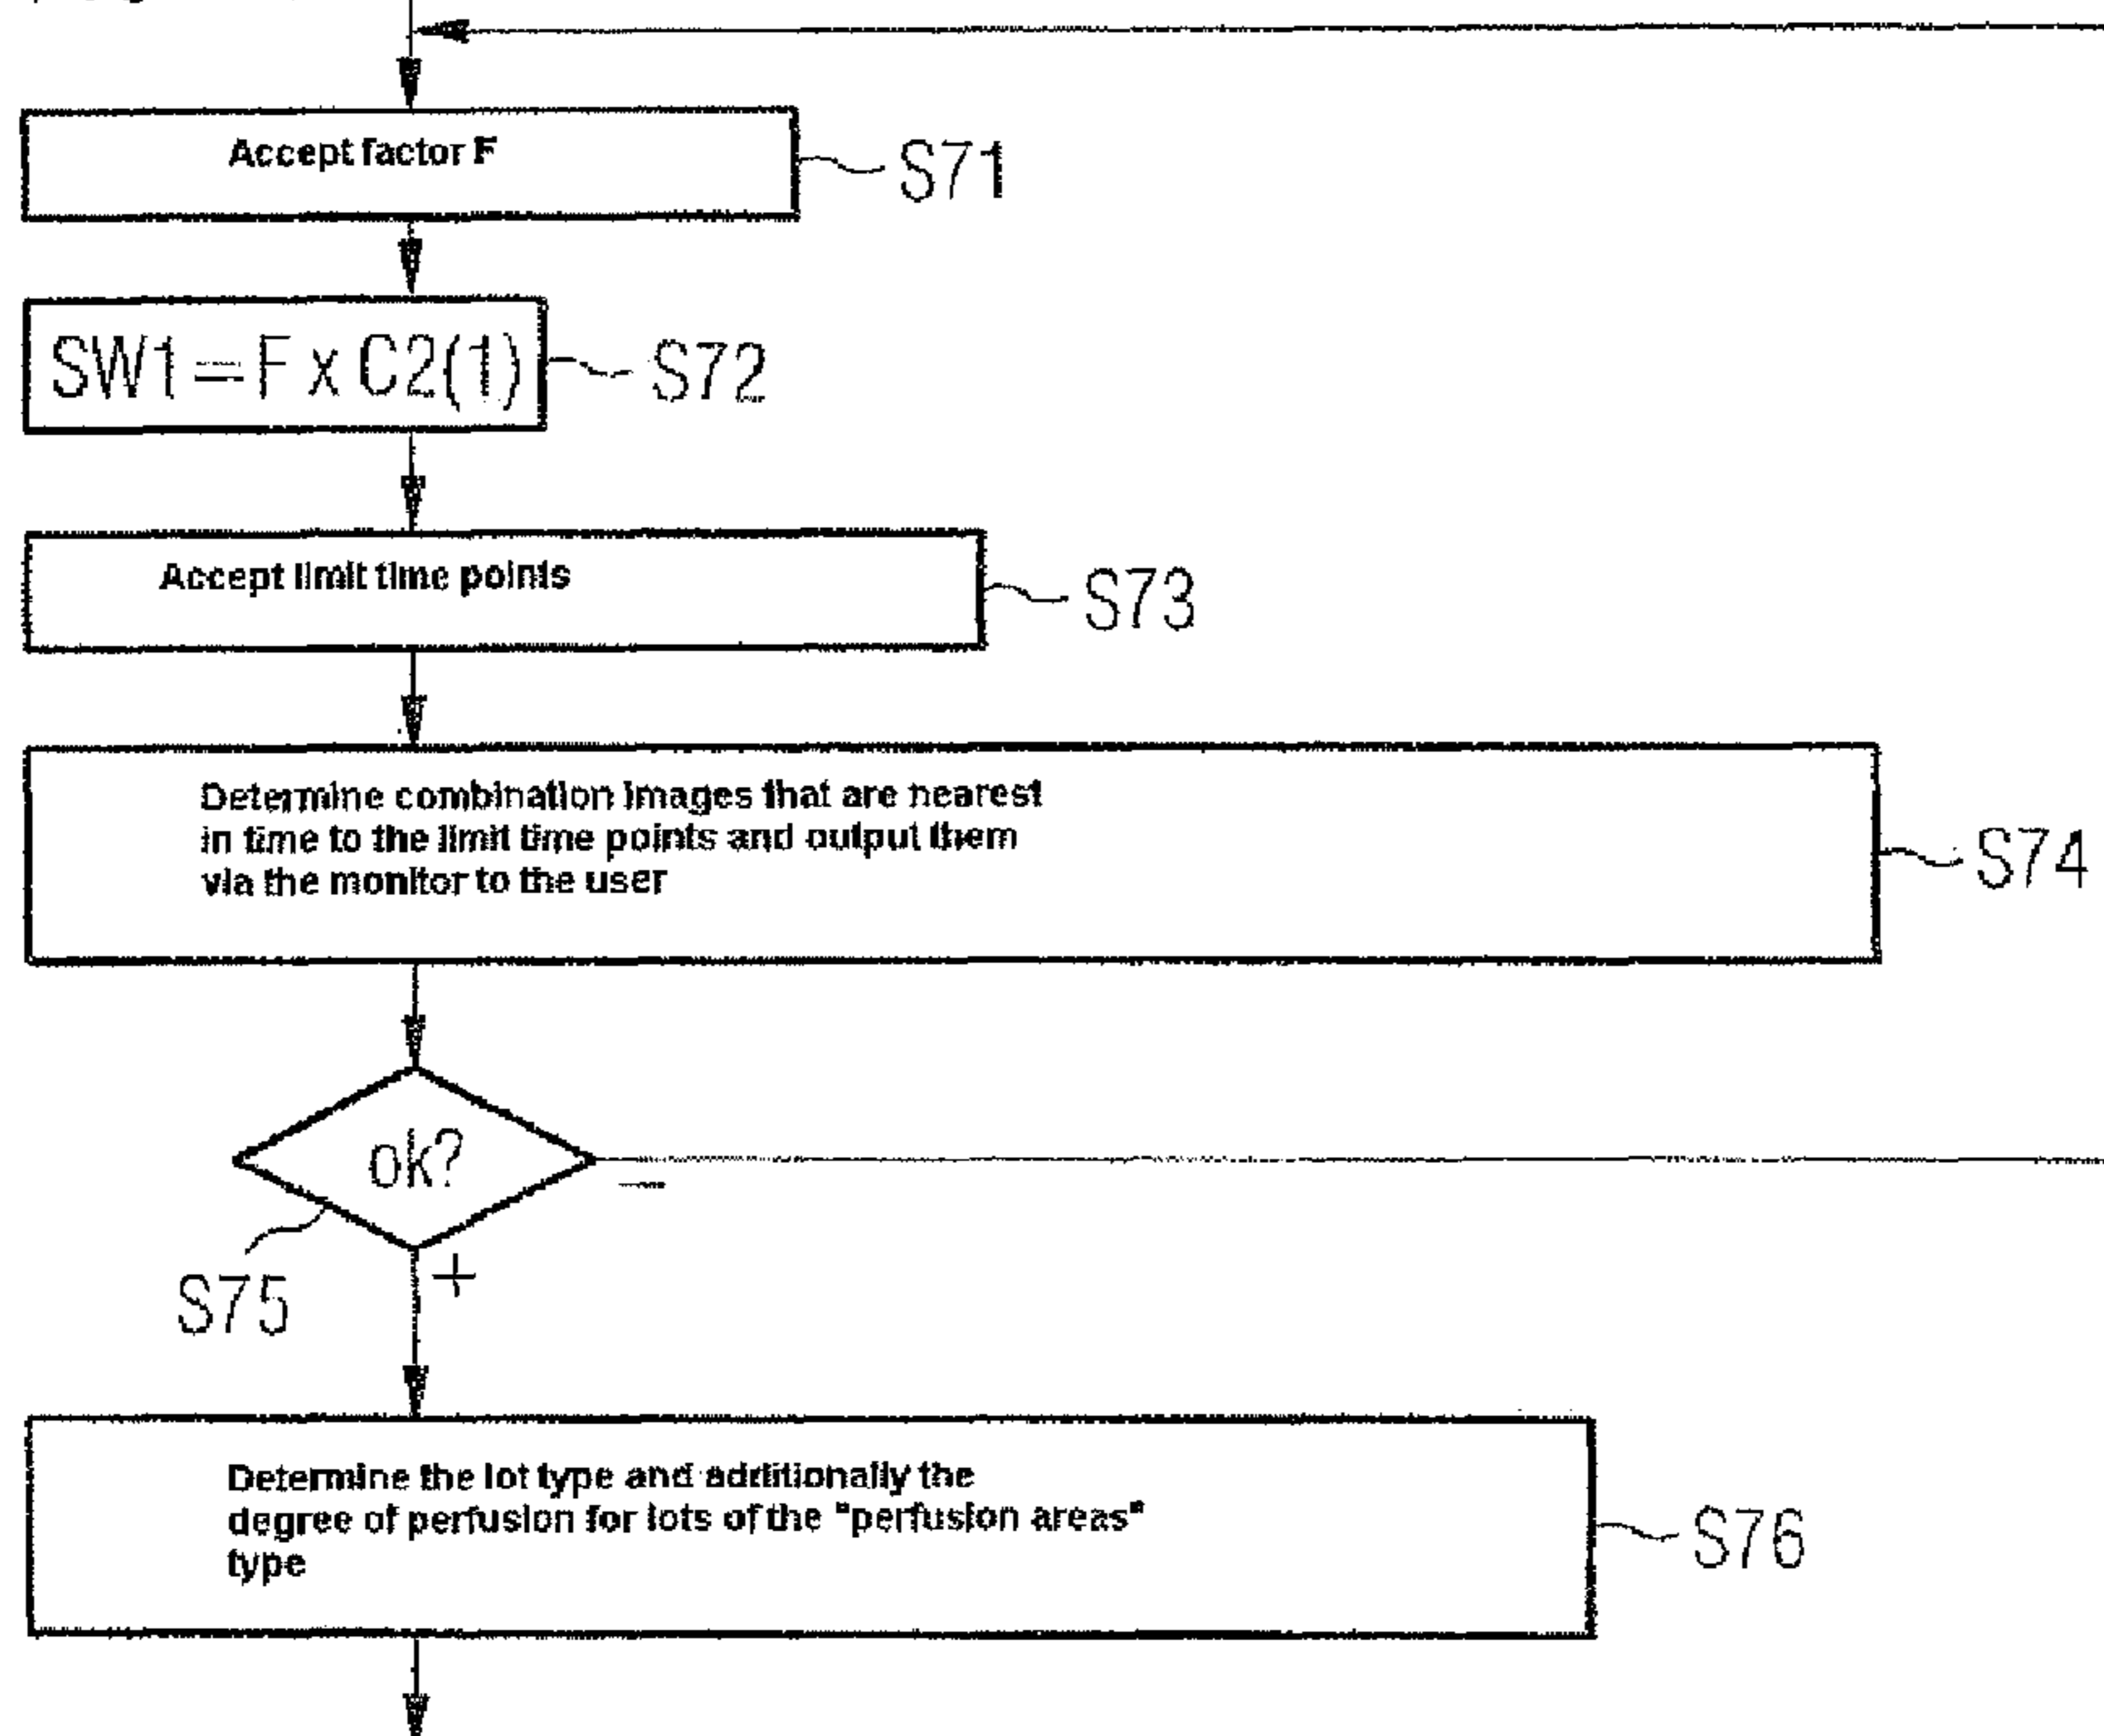 Accept factor F
S71
SW1 = F x C2(1)
S72
Accept limit time points
S73
Determine combination images that are nearest
in time to the limit time points and output them
via the monitor to the user
S74
ok?
–
+
S75
Determine the lot type and additionally the
degree of perfusion for lots of the "perfusion areas"
type
S76